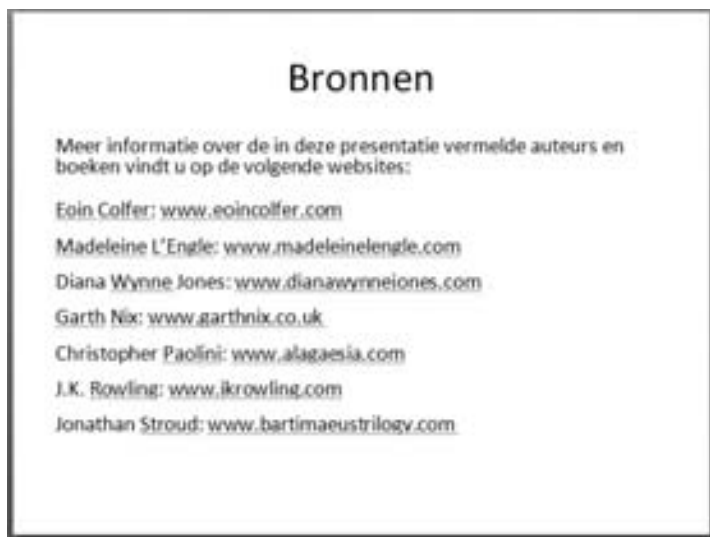 Bronnen
Meer informatie over de in deze presentatie vermelde auteurs en
boeken vindt u op de volgende websites:
Eoin Colfer: www.eoincolfer.com
Madeleine L'Engle: www.madeleinelengle.com
Diana Wynne Jones: www.dianawynnejones.com
Garth Nix: www.garthnix.co.uk
Christopher Paolini: www.alagaesia.com
J.K. Rowling: www.jkrowling.com
Jonathan Stroud: www.bartimaeustrilogy.com